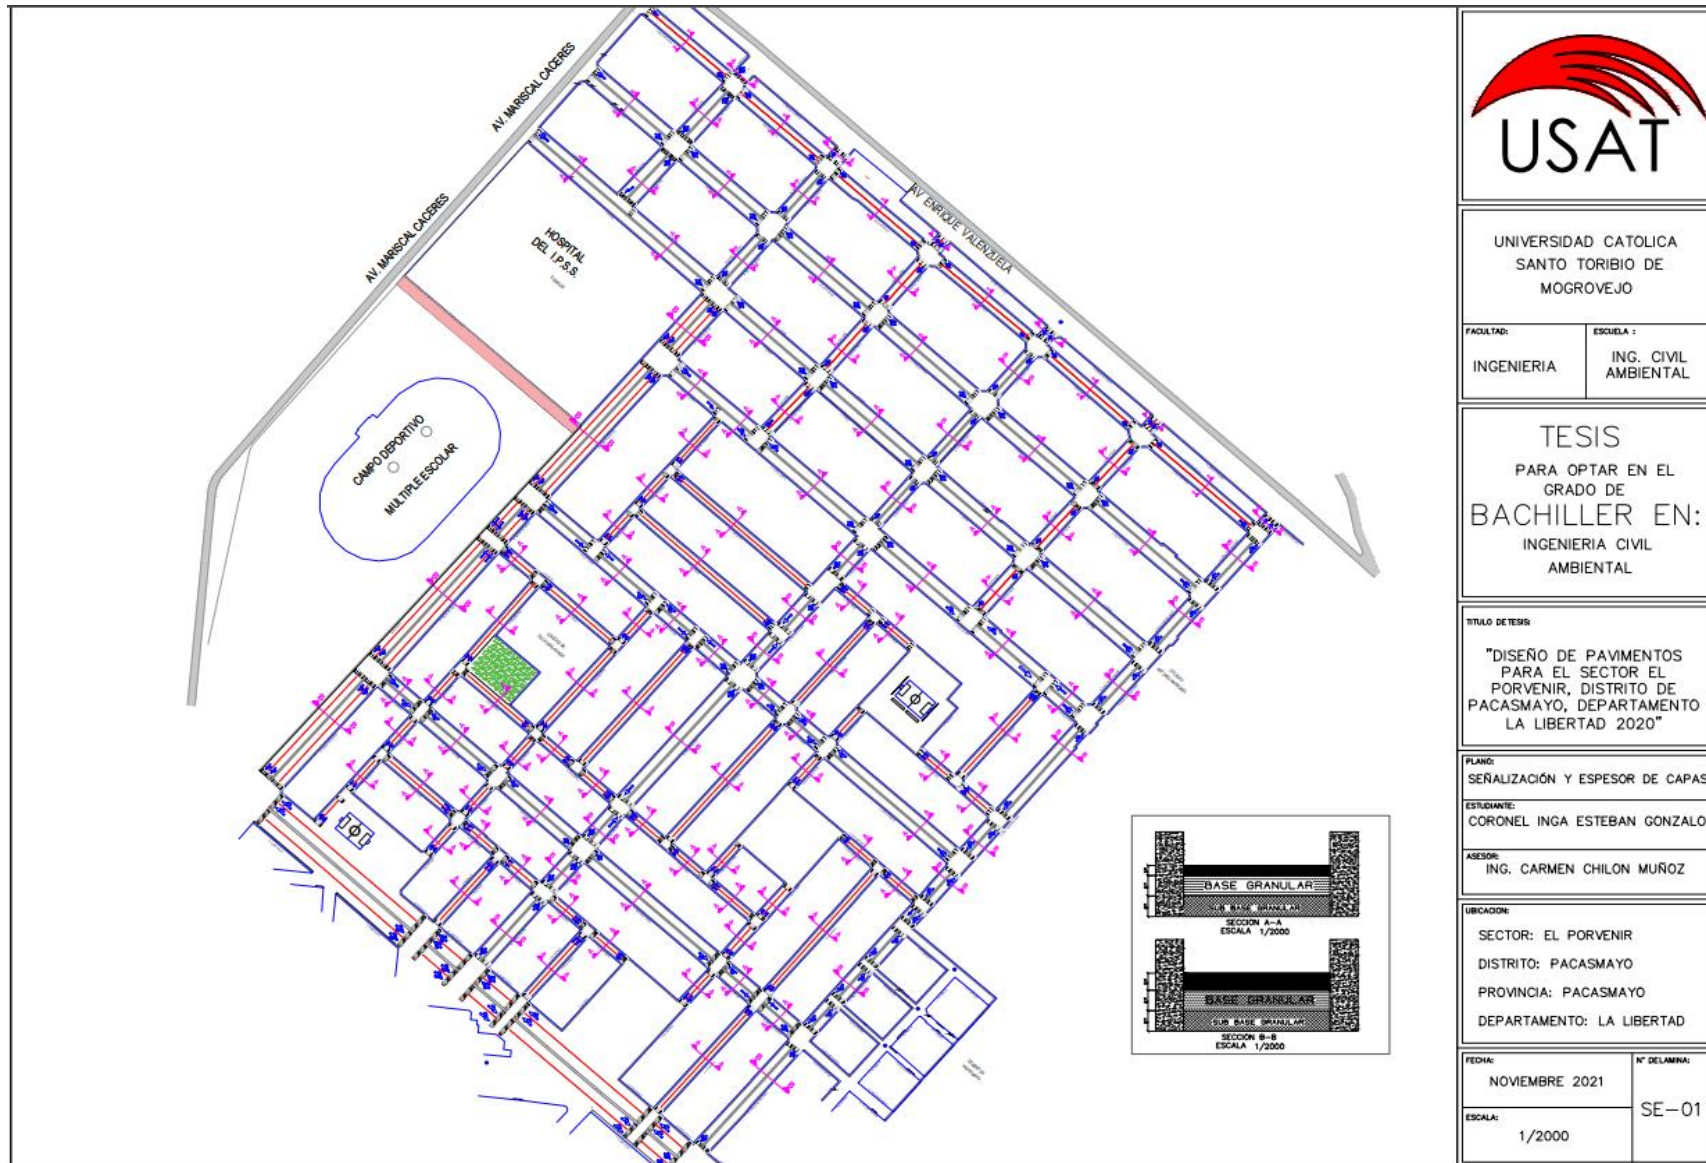 AV. MARISCAL CACERES
AV. MARISCAL CACERES
AV ENRIQUE VALENZUELA
HOSPITAL
DEL I.P.S.S.
CAMPO DEPORTIVO
MULTIPLE ESCOLAR
BASE GRANULAR
SUB BASE GRANULAR
SECCION A-A
ESCALA 1/2000
BASE GRANULAR
SUB BASE GRANULAR
SECCION B-B
ESCALA 1/2000
USAT
UNIVERSIDAD CATOLICA
SANTO TORIBIO DE
MOGROVEJO
FACULTAD:
INGENIERIA
ESCUELA :
ING. CIVIL
AMBIENTAL
TESIS
PARA OPTAR EN EL
GRADO DE
BACHILLER EN:
INGENIERIA CIVIL
AMBIENTAL
TITULO DE TESIS:
"DISEÑO DE PAVIMENTOS
PARA EL SECTOR EL
PORVENIR, DISTRITO DE
PACASMAYO, DEPARTAMENTO
LA LIBERTAD 2020"
PLANO:
SEÑALIZACIÓN Y ESPESOR DE CAPAS
ESTUDIANTE:
CORONEL INGA ESTEBAN GONZALO
ASESOR:
ING. CARMEN CHILON MUÑOZ
UBICACION:
SECTOR: EL PORVENIR
DISTRITO: PACASMAYO
PROVINCIA: PACASMAYO
DEPARTAMENTO: LA LIBERTAD
FECHA:
NOVIEMBRE 2021
ESCALA:
1/2000
N° DE LAMINA:
SE-01